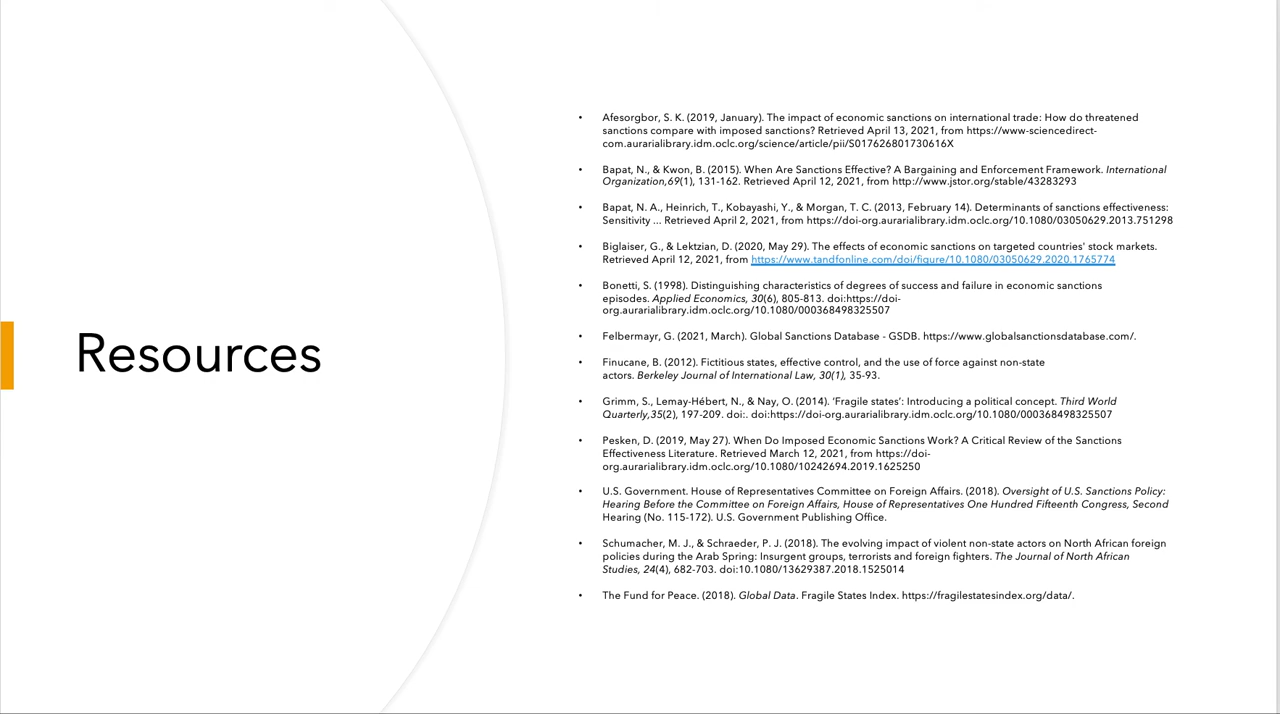 Resources
• Afesorgbor, S. K. (2019, January). The impact of economic sanctions on international trade: How do threatened
sanctions compare with imposed sanctions? Retrieved April 13, 2021, from https://www-sciencedirect-
com.aurarialibrary.idm.oclc.org/science/article/pii/S017626801730616X
• Bapat, N., & Kwon, B. (2015). When Are Sanctions Effective? A Bargaining and Enforcement Framework. International
Organization,69(1), 131-162. Retrieved April 12, 2021, from http://www.jstor.org/stable/43283293
• Bapat, N. A., Heinrich, T., Kobayashi, Y., & Morgan, T. C. (2013, February 14). Determinants of sanctions effectiveness:
Sensitivity ... Retrieved April 2, 2021, from https://doi-org.aurarialibrary.idm.oclc.org/10.1080/03050629.2013.751298
• Biglaiser, G., & Lektzian, D. (2020, May 29). The effects of economic sanctions on targeted countries' stock markets.
Retrieved April 12, 2021, from https://www.tandfonline.com/doi/figure/10.1080/03050629.2020.1765774
• Bonetti, S. (1998). Distinguishing characteristics of degrees of success and failure in economic sanctions
episodes. Applied Economics, 30(6), 805-813. doi:https://doi-
org.aurarialibrary.idm.oclc.org/10.1080/000368498325507
• Felbermayr, G. (2021, March). Global Sanctions Database - GSDB. https://www.globalsanctionsdatabase.com/.
• Finucane, B. (2012). Fictitious states, effective control, and the use of force against non-state
actors. Berkeley Journal of International Law, 30(1), 35-93.
• Grimm, S., Lemay-Hébert, N., & Nay, O. (2014). ‘Fragile states’: Introducing a political concept. Third World
Quarterly,35(2), 197-209. doi:. doi:https://doi-org.aurarialibrary.idm.oclc.org/10.1080/000368498325507
• Pesken, D. (2019, May 27). When Do Imposed Economic Sanctions Work? A Critical Review of the Sanctions
Effectiveness Literature. Retrieved March 12, 2021, from https://doi-
org.aurarialibrary.idm.oclc.org/10.1080/10242694.2019.1625250
• U.S. Government. House of Representatives Committee on Foreign Affairs. (2018). Oversight of U.S. Sanctions Policy:
Hearing Before the Committee on Foreign Affairs, House of Representatives One Hundred Fifteenth Congress, Second
Hearing (No. 115-172). U.S. Government Publishing Office.
• Schumacher, M. J., & Schraeder, P. J. (2018). The evolving impact of violent non-state actors on North African foreign
policies during the Arab Spring: Insurgent groups, terrorists and foreign fighters. The Journal of North African
Studies, 24(4), 682-703. doi:10.1080/13629387.2018.1525014
• The Fund for Peace. (2018). Global Data. Fragile States Index. https://fragilestatesindex.org/data/.